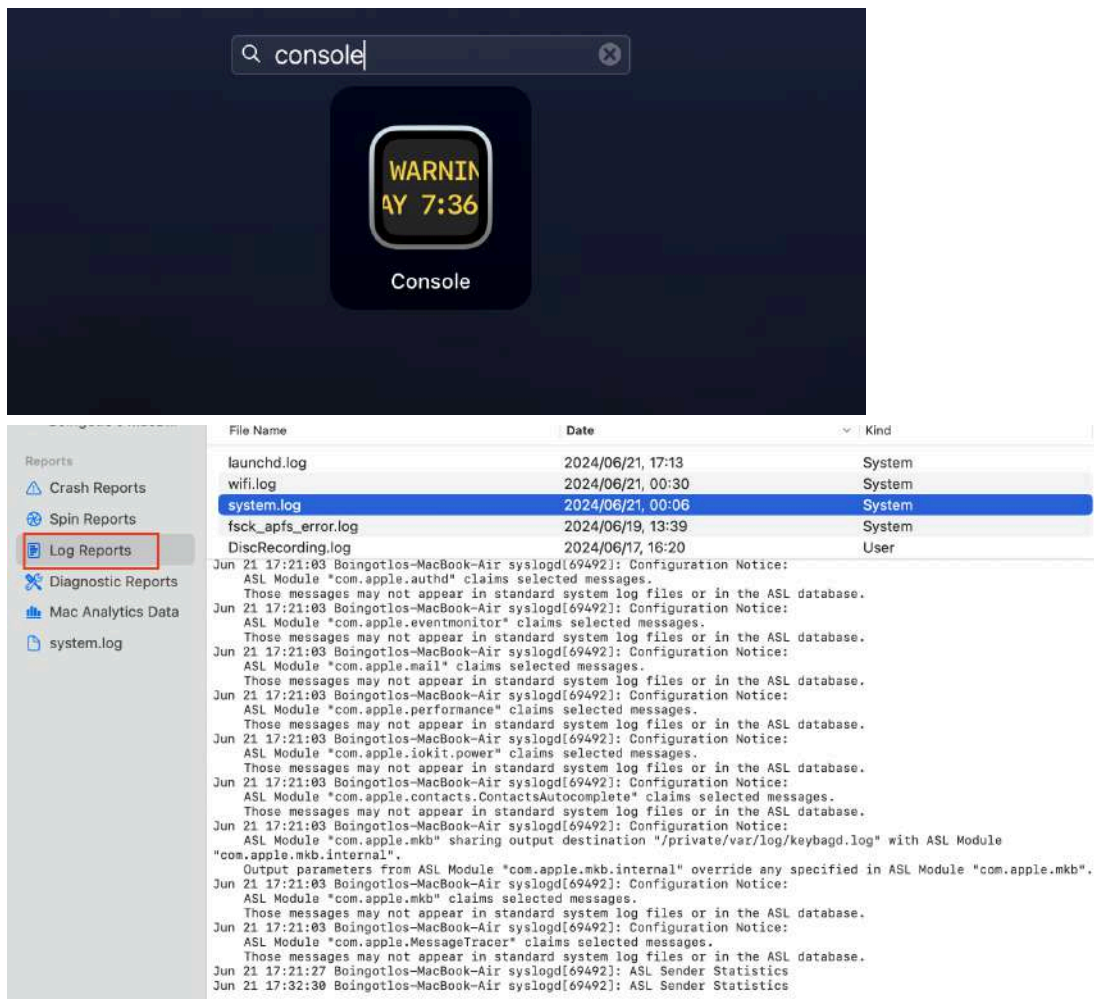 console
WARNIN
AY 7:36
Console
File Name Date Kind
Reports
Crash Reports
Spin Reports
Log Reports
Diagnostic Reports
Mac Analytics Data
system.log
launchd.log 2024/06/21, 17:13 System
wifi.log 2024/06/21, 00:30 System
system.log 2024/06/21, 00:06 System
fsck_apfs_error.log 2024/06/19, 13:39 System
DiscRecording.log 2024/06/17, 16:20 User
Jun 21 17:21:03 Boingotlos-MacBook-Air syslogd[69492]: Configuration Notice:
ASL Module "com.apple.authd" claims selected messages.
Those messages may not appear in standard system log files or in the ASL database.
Jun 21 17:21:03 Boingotlos-MacBook-Air syslogd[69492]: Configuration Notice:
ASL Module "com.apple.eventmonitor" claims selected messages.
Those messages may not appear in standard system log files or in the ASL database.
Jun 21 17:21:03 Boingotlos-MacBook-Air syslogd[69492]: Configuration Notice:
ASL Module "com.apple.mail" claims selected messages.
Those messages may not appear in standard system log files or in the ASL database.
Jun 21 17:21:03 Boingotlos-MacBook-Air syslogd[69492]: Configuration Notice:
ASL Module "com.apple.performance" claims selected messages.
Those messages may not appear in standard system log files or in the ASL database.
Jun 21 17:21:03 Boingotlos-MacBook-Air syslogd[69492]: Configuration Notice:
ASL Module "com.apple.iokit.power" claims selected messages.
Those messages may not appear in standard system log files or in the ASL database.
Jun 21 17:21:03 Boingotlos-MacBook-Air syslogd[69492]: Configuration Notice:
ASL Module "com.apple.contacts.ContactsAutocomplete" claims selected messages.
Those messages may not appear in standard system log files or in the ASL database.
Jun 21 17:21:03 Boingotlos-MacBook-Air syslogd[69492]: Configuration Notice:
ASL Module "com.apple.mkb" sharing output destination "/private/var/log/keybagd.log" with ASL Module
"com.apple.mkb.internal".
Output parameters from ASL Module "com.apple.mkb.internal" override any specified in ASL Module "com.apple.mkb".
Jun 21 17:21:03 Boingotlos-MacBook-Air syslogd[69492]: Configuration Notice:
ASL Module "com.apple.mkb" claims selected messages.
Those messages may not appear in standard system log files or in the ASL database.
Jun 21 17:21:03 Boingotlos-MacBook-Air syslogd[69492]: Configuration Notice:
ASL Module "com.apple.MessageTracer" claims selected messages.
Those messages may not appear in standard system log files or in the ASL database.
Jun 21 17:21:27 Boingotlos-MacBook-Air syslogd[69492]: ASL Sender Statistics
Jun 21 17:32:30 Boingotlos-MacBook-Air syslogd[69492]: ASL Sender Statistics